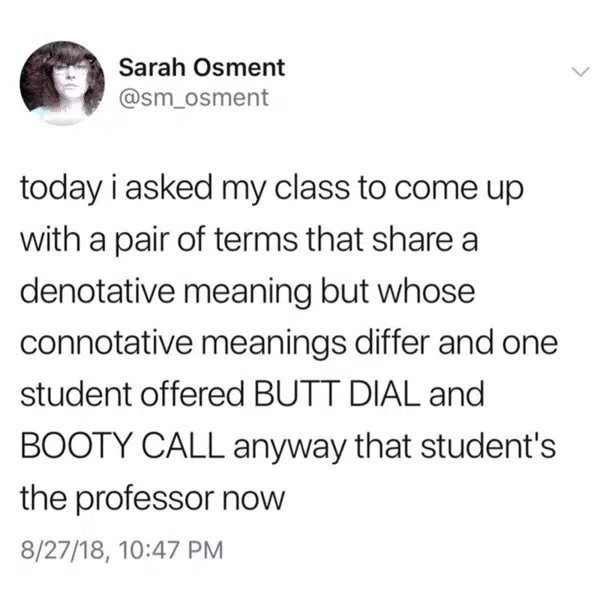 Sarah Osment
@sm_osment
today i asked my class to come up
with a pair of terms that share a
denotative meaning but whose
connotative meanings differ and one
student offered BUTT DIAL and
BOOTY CALL anyway that student's
the professor now
8/27/18, 10:47 PM